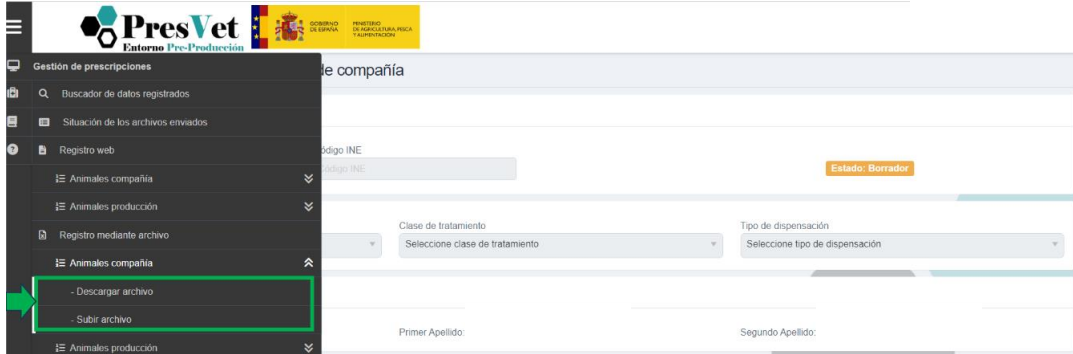 PresVet
Entorno Pre-Producción
GOBIERNO DE ESPAÑA
MINISTERIO DE AGRICULTURA, PESCA Y ALIMENTACIÓN
Gestión de prescripciones
Buscador de datos registrados
Situación de los archivos enviados
Registro web
Animales compañía
Animales producción
Registro mediante archivo
Animales compañía
- Descargar archivo
- Subir archivo
Animales producción
de compañía
ódigo INE
Código INE
Estado: Borrador
Clase de tratamiento
Tipo de dispensación
Seleccione clase de tratamiento
Seleccione tipo de dispensación
Primer Apellido:
Segundo Apellido: